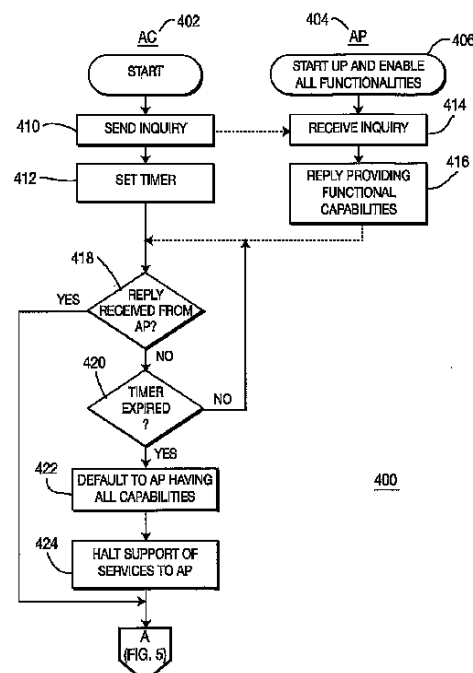 402
AC
404
AP
START
START UP AND ENABLE
ALL FUNCTIONALITIES
406
410
SEND INQUIRY
RECEIVE INQUIRY
414
412
SET TIMER
REPLY PROVIDING
FUNCTIONAL
CAPABILITIES
416
418
YES
REPLY
RECEIVED FROM
AP?
NO
420
TIMER
EXPIRED
?
NO
YES
422
DEFAULT TO AP HAVING
ALL CAPABILITIES
400
424
HALT SUPPORT OF
SERVICES TO AP
A
(FIG. 5)